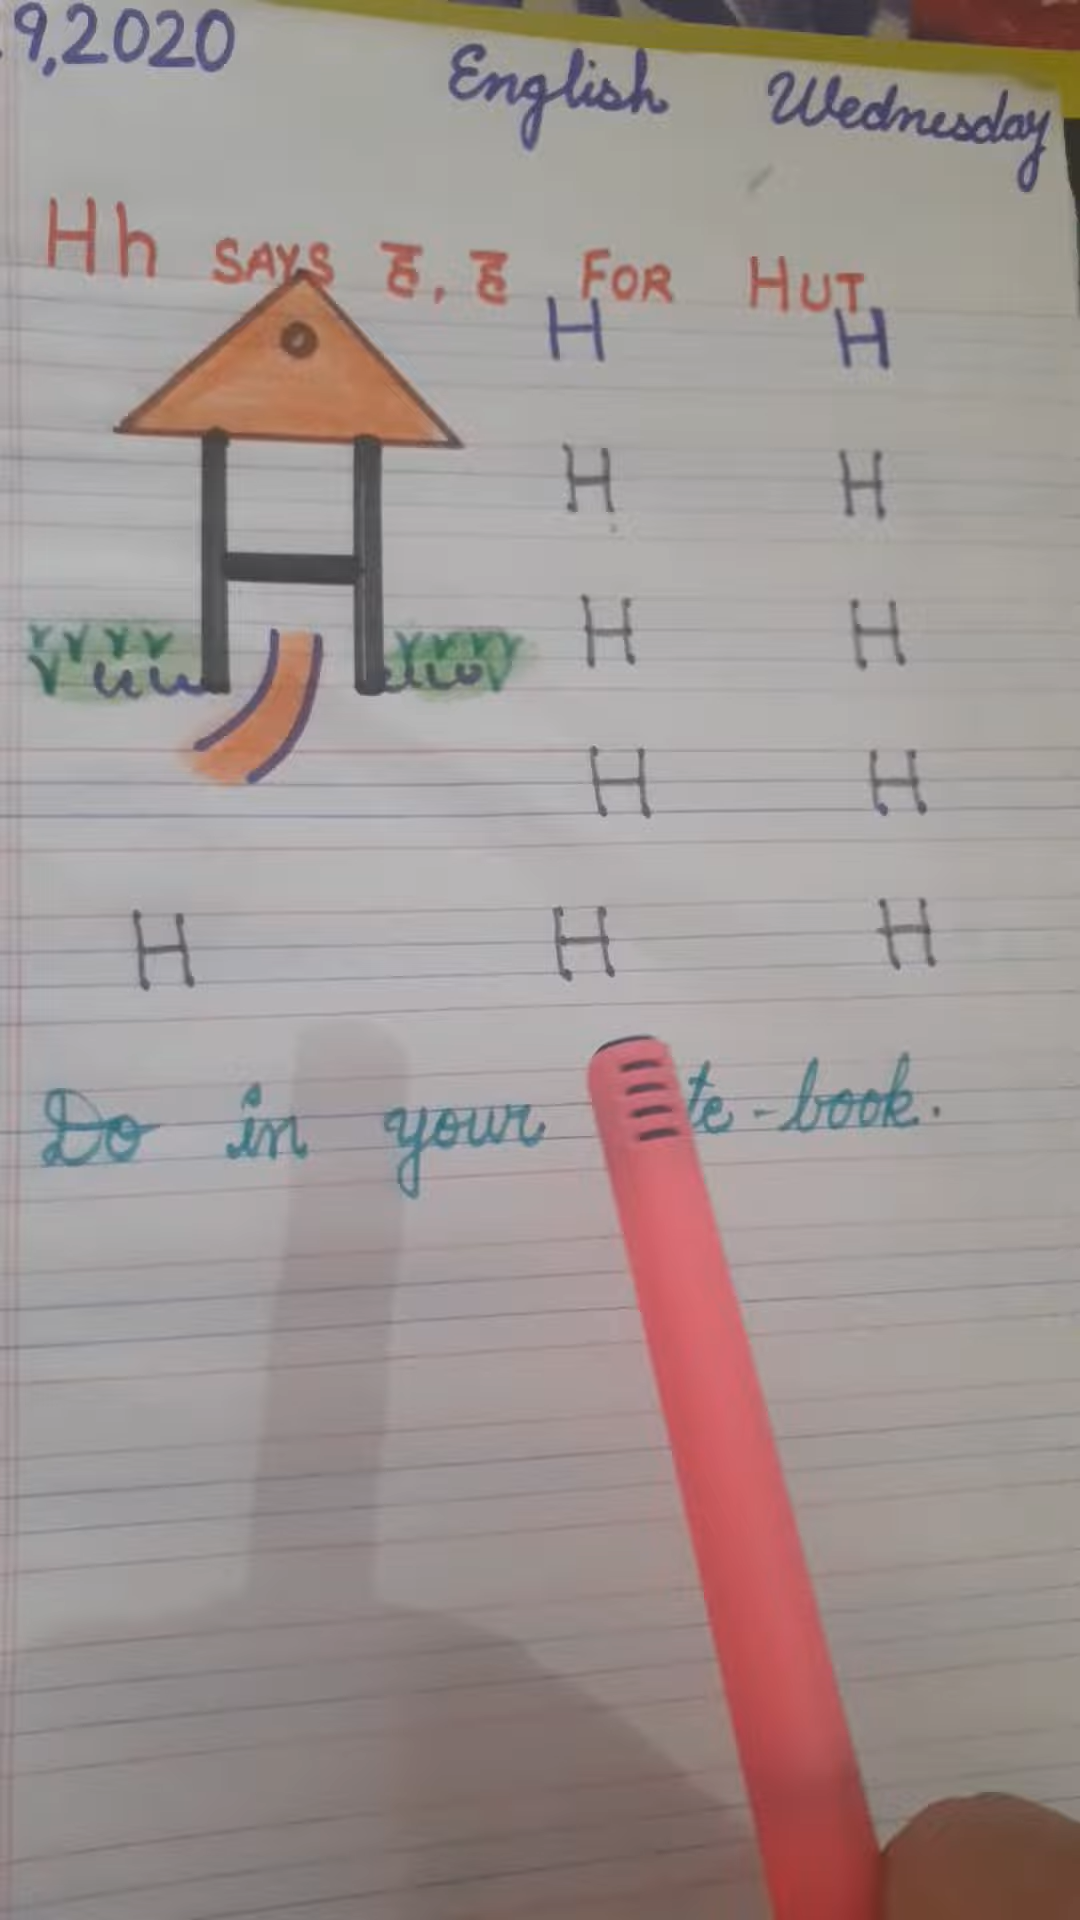 .9,2020 English Wednesday
Hh SAYS ह, ह FOR HUT
H H
H H
H H
H H
H H H
Do in your te-book.